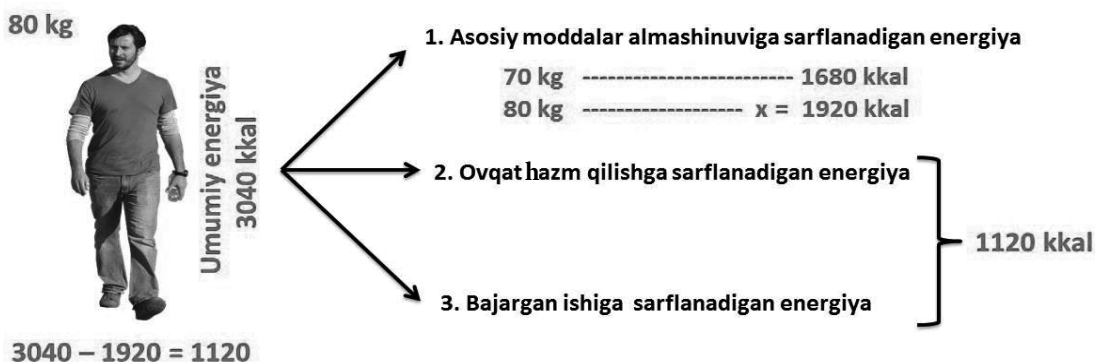 80 kg
Umumiy energiya
3040 kkal
3040 – 1920 = 1120
1. Asosiy moddalar almashinuviga sarflanadigan energiya
70 kg ------------------------- 1680 kkal
80 kg ------------------- x = 1920 kkal
2. Ovqat hazm qilishga sarflanadigan energiya
3. Bajargan ishiga sarflanadigan energiya
1120 kkal